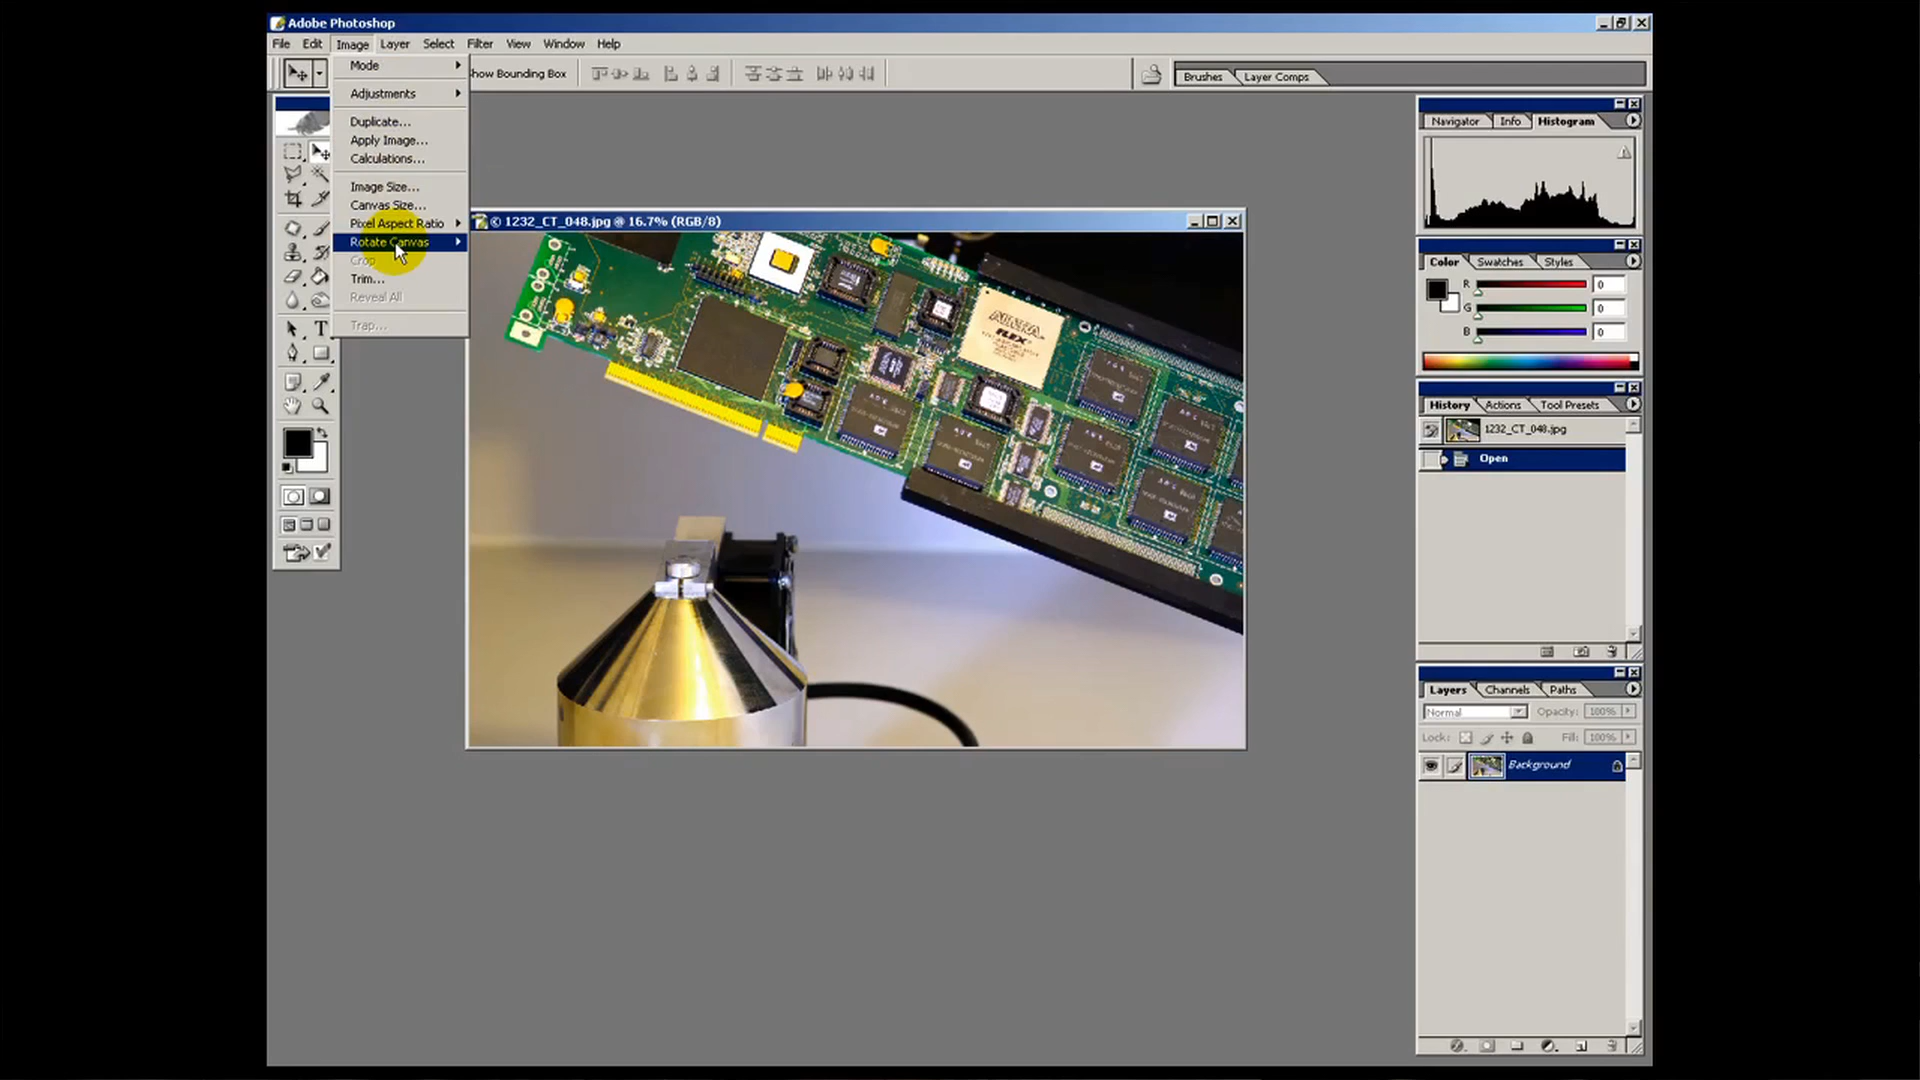 Adobe Photoshop
File Edit Image Layer Select Filter View Window Help
Show Bounding Box
Brushes Layer Comps
Mode
Adjustments
Duplicate...
Apply Image...
Calculations...
Image Size...
Canvas Size...
Pixel Aspect Ratio
Rotate Canvas
Crop
Trim...
Reveal All
Trap...
T
© 1232_CT_048.jpg @ 16.7% (RGB/8)
ALTERA
FLEX
Navigator Info Histogram
Color Swatches Styles
R 0
G 0
B 0
History Actions Tool Presets
1232_CT_048.jpg
Open
Layers Channels Paths
Normal Opacity: 100%
Lock: Fill: 100%
Background